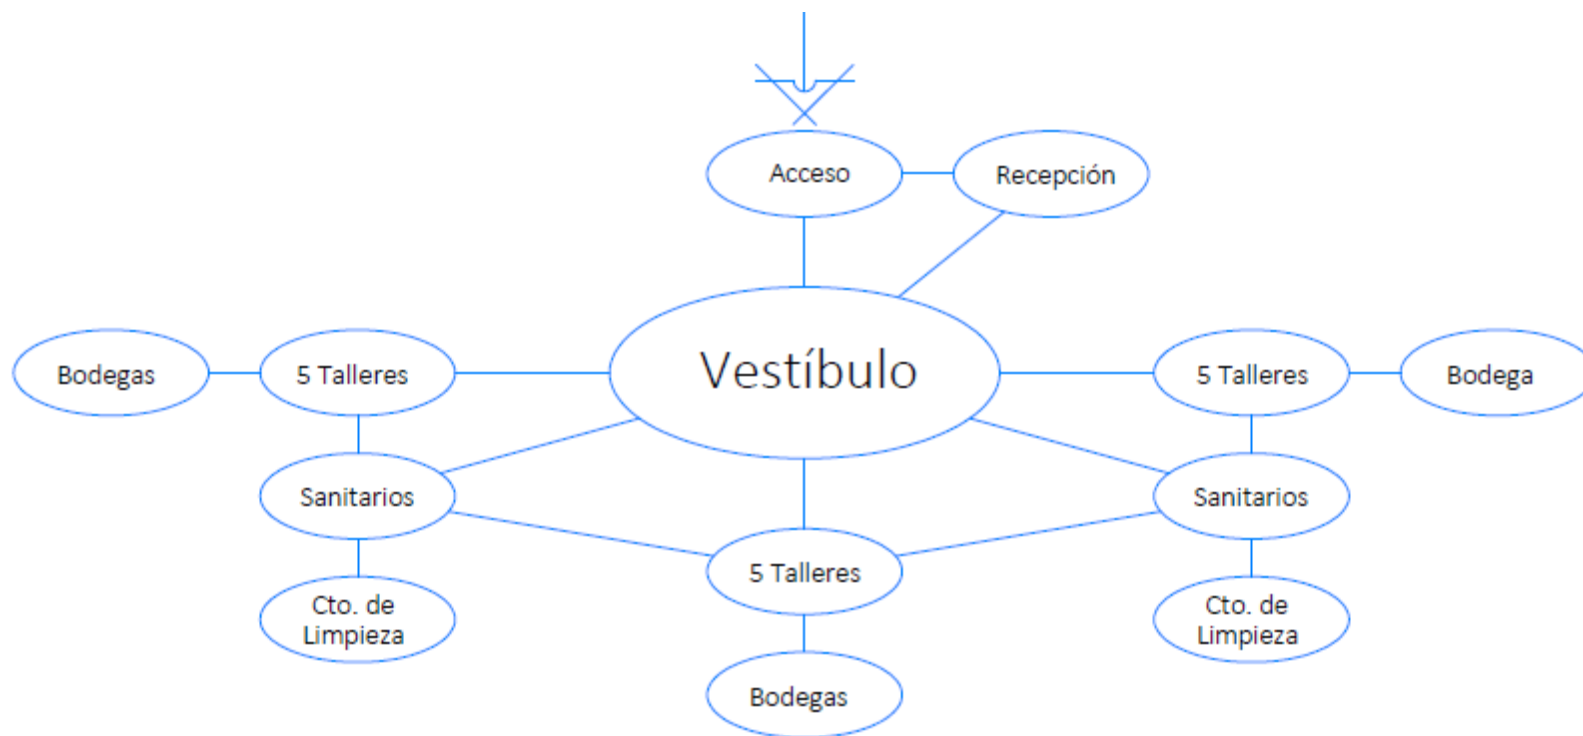 Acceso
Recepción
Vestíbulo
Bodegas
5 Talleres
5 Talleres
Bodega
Sanitarios
Sanitarios
5 Talleres
Cto. de
Limpieza
Cto. de
Limpieza
Bodegas